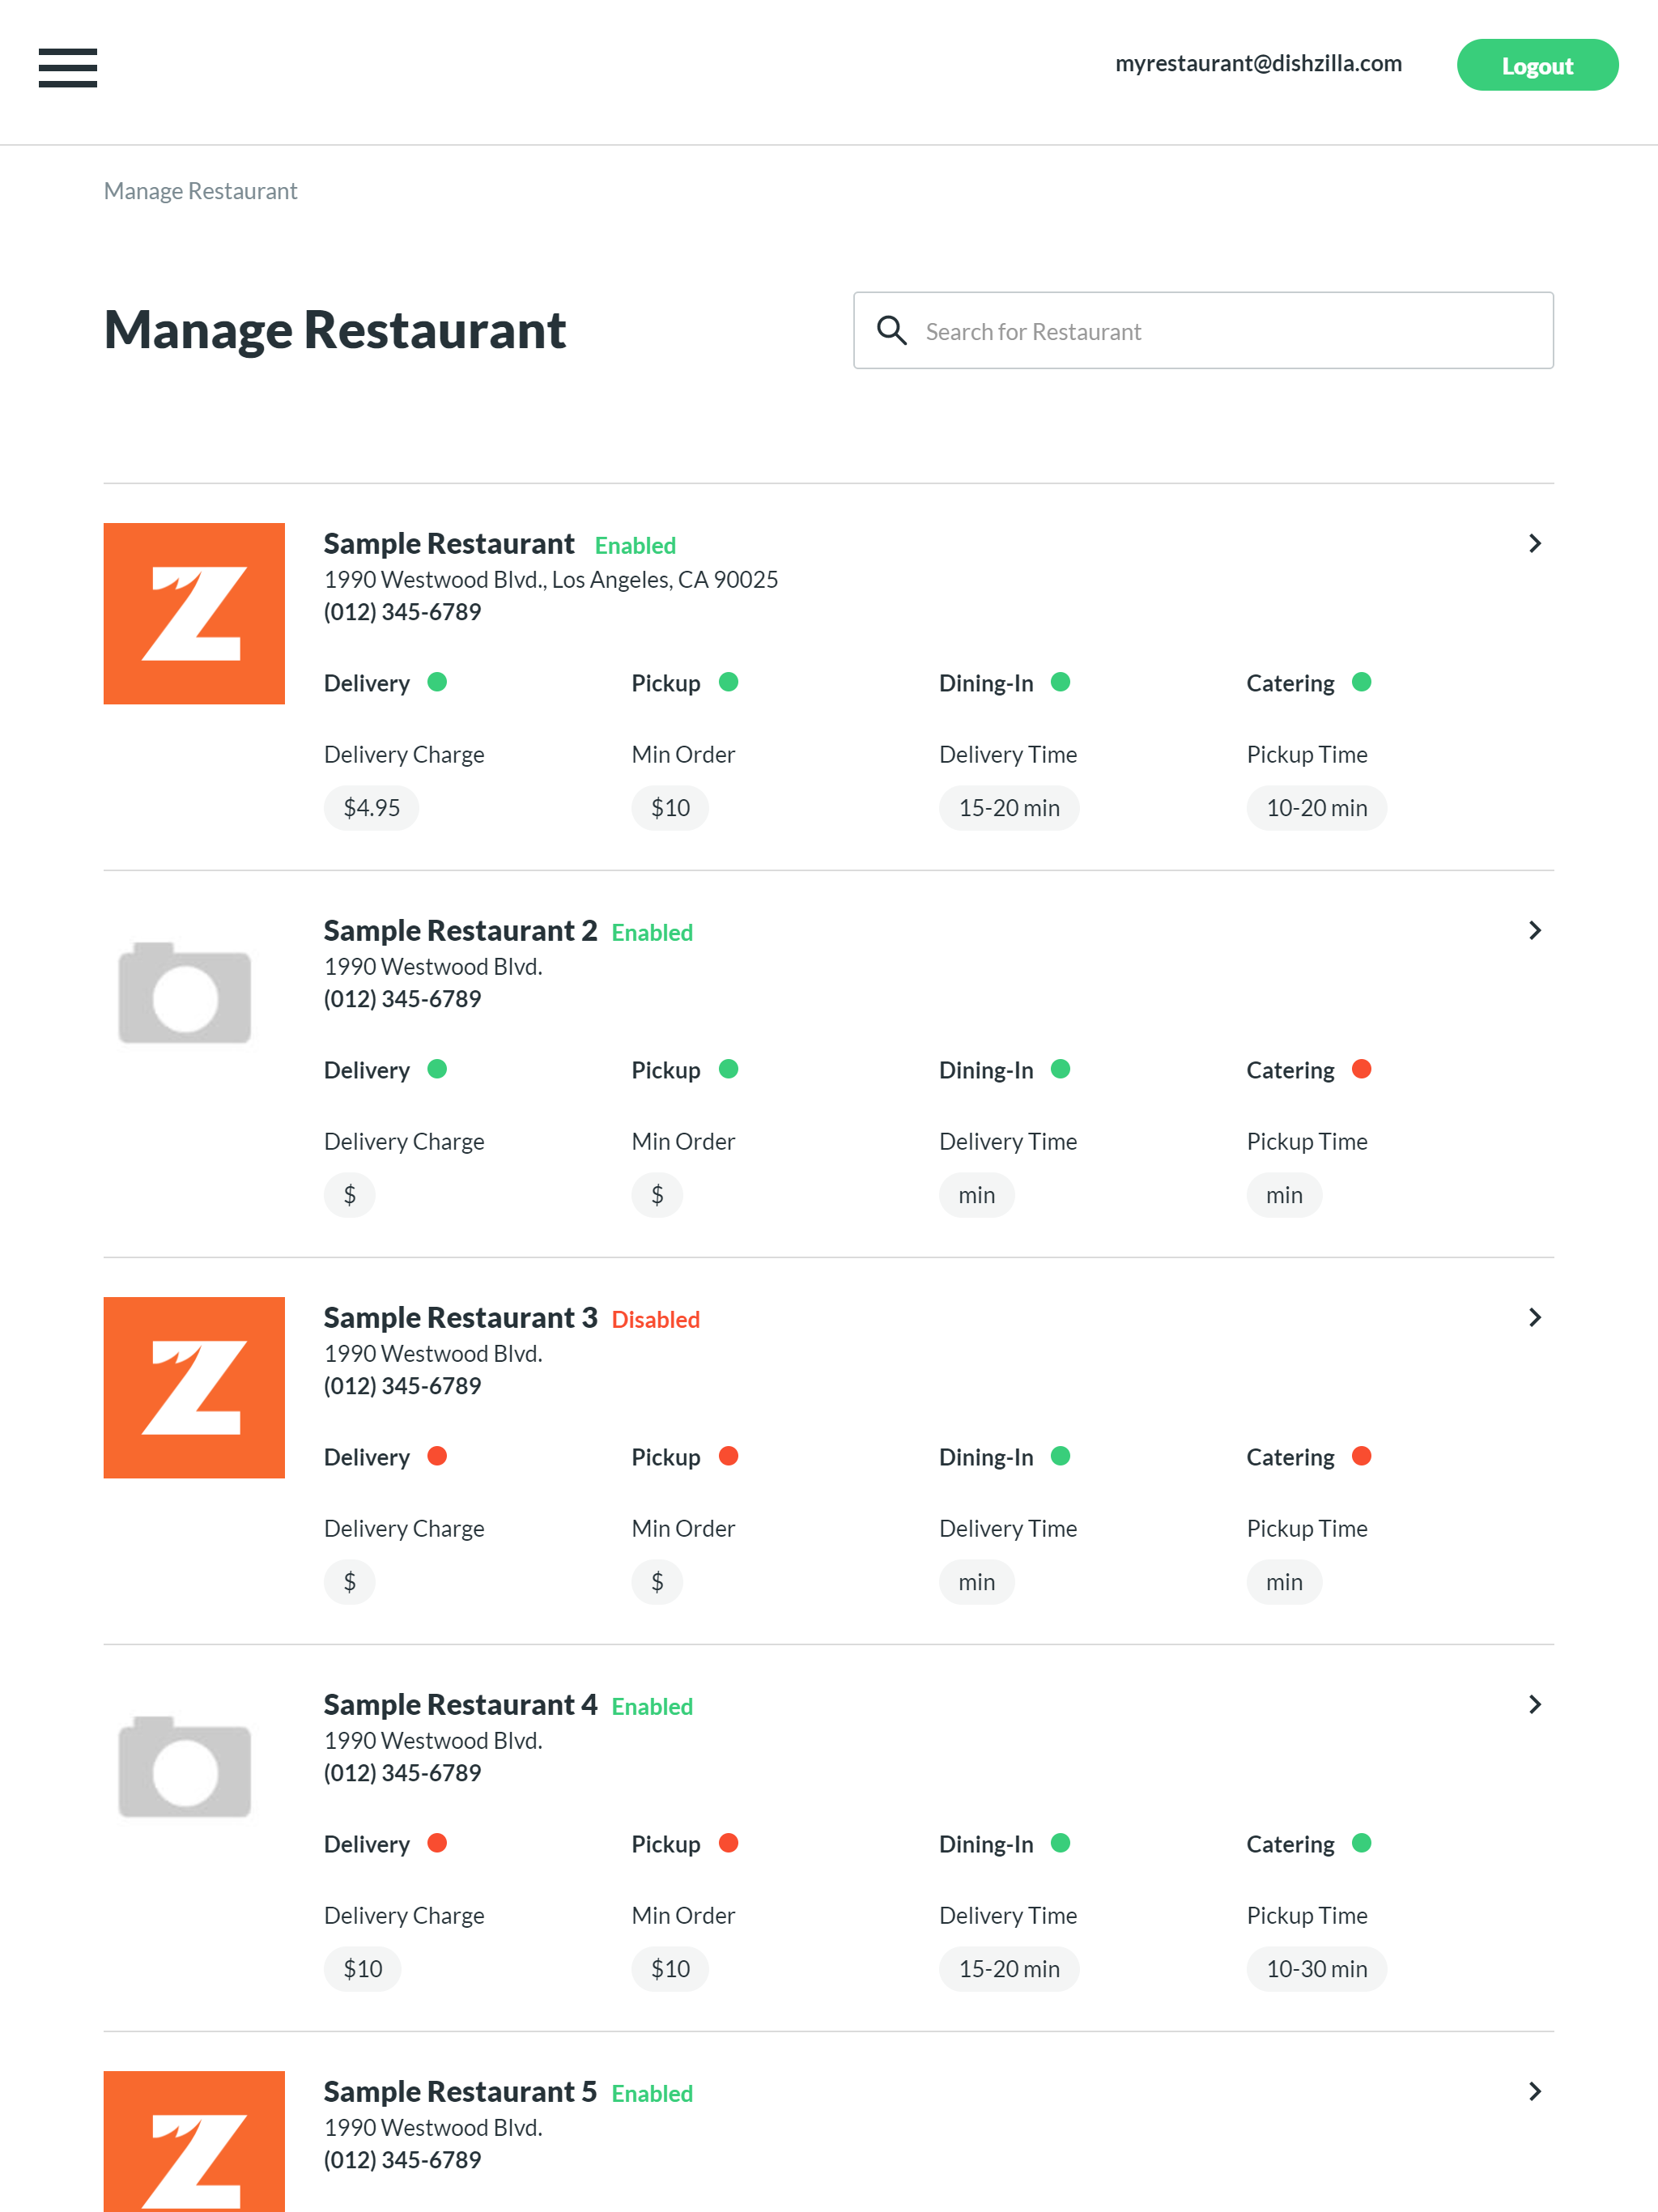 myrestaurant@dishzilla.com Logout
Manage Restaurant
Manage Restaurant
Search for Restaurant
Sample Restaurant Enabled
1990 Westwood Blvd., Los Angeles, CA 90025
(012) 345-6789
Delivery Pickup Dining-In Catering
Delivery Charge Min Order Delivery Time Pickup Time
$4.95 $10 15-20 min 10-20 min
Sample Restaurant 2 Enabled
1990 Westwood Blvd.
(012) 345-6789
Delivery Pickup Dining-In Catering
Delivery Charge Min Order Delivery Time Pickup Time
$ $ min min
Sample Restaurant 3 Disabled
1990 Westwood Blvd.
(012) 345-6789
Delivery Pickup Dining-In Catering
Delivery Charge Min Order Delivery Time Pickup Time
$ $ min min
Sample Restaurant 4 Enabled
1990 Westwood Blvd.
(012) 345-6789
Delivery Pickup Dining-In Catering
Delivery Charge Min Order Delivery Time Pickup Time
$10 $10 15-20 min 10-30 min
Sample Restaurant 5 Enabled
1990 Westwood Blvd.
(012) 345-6789